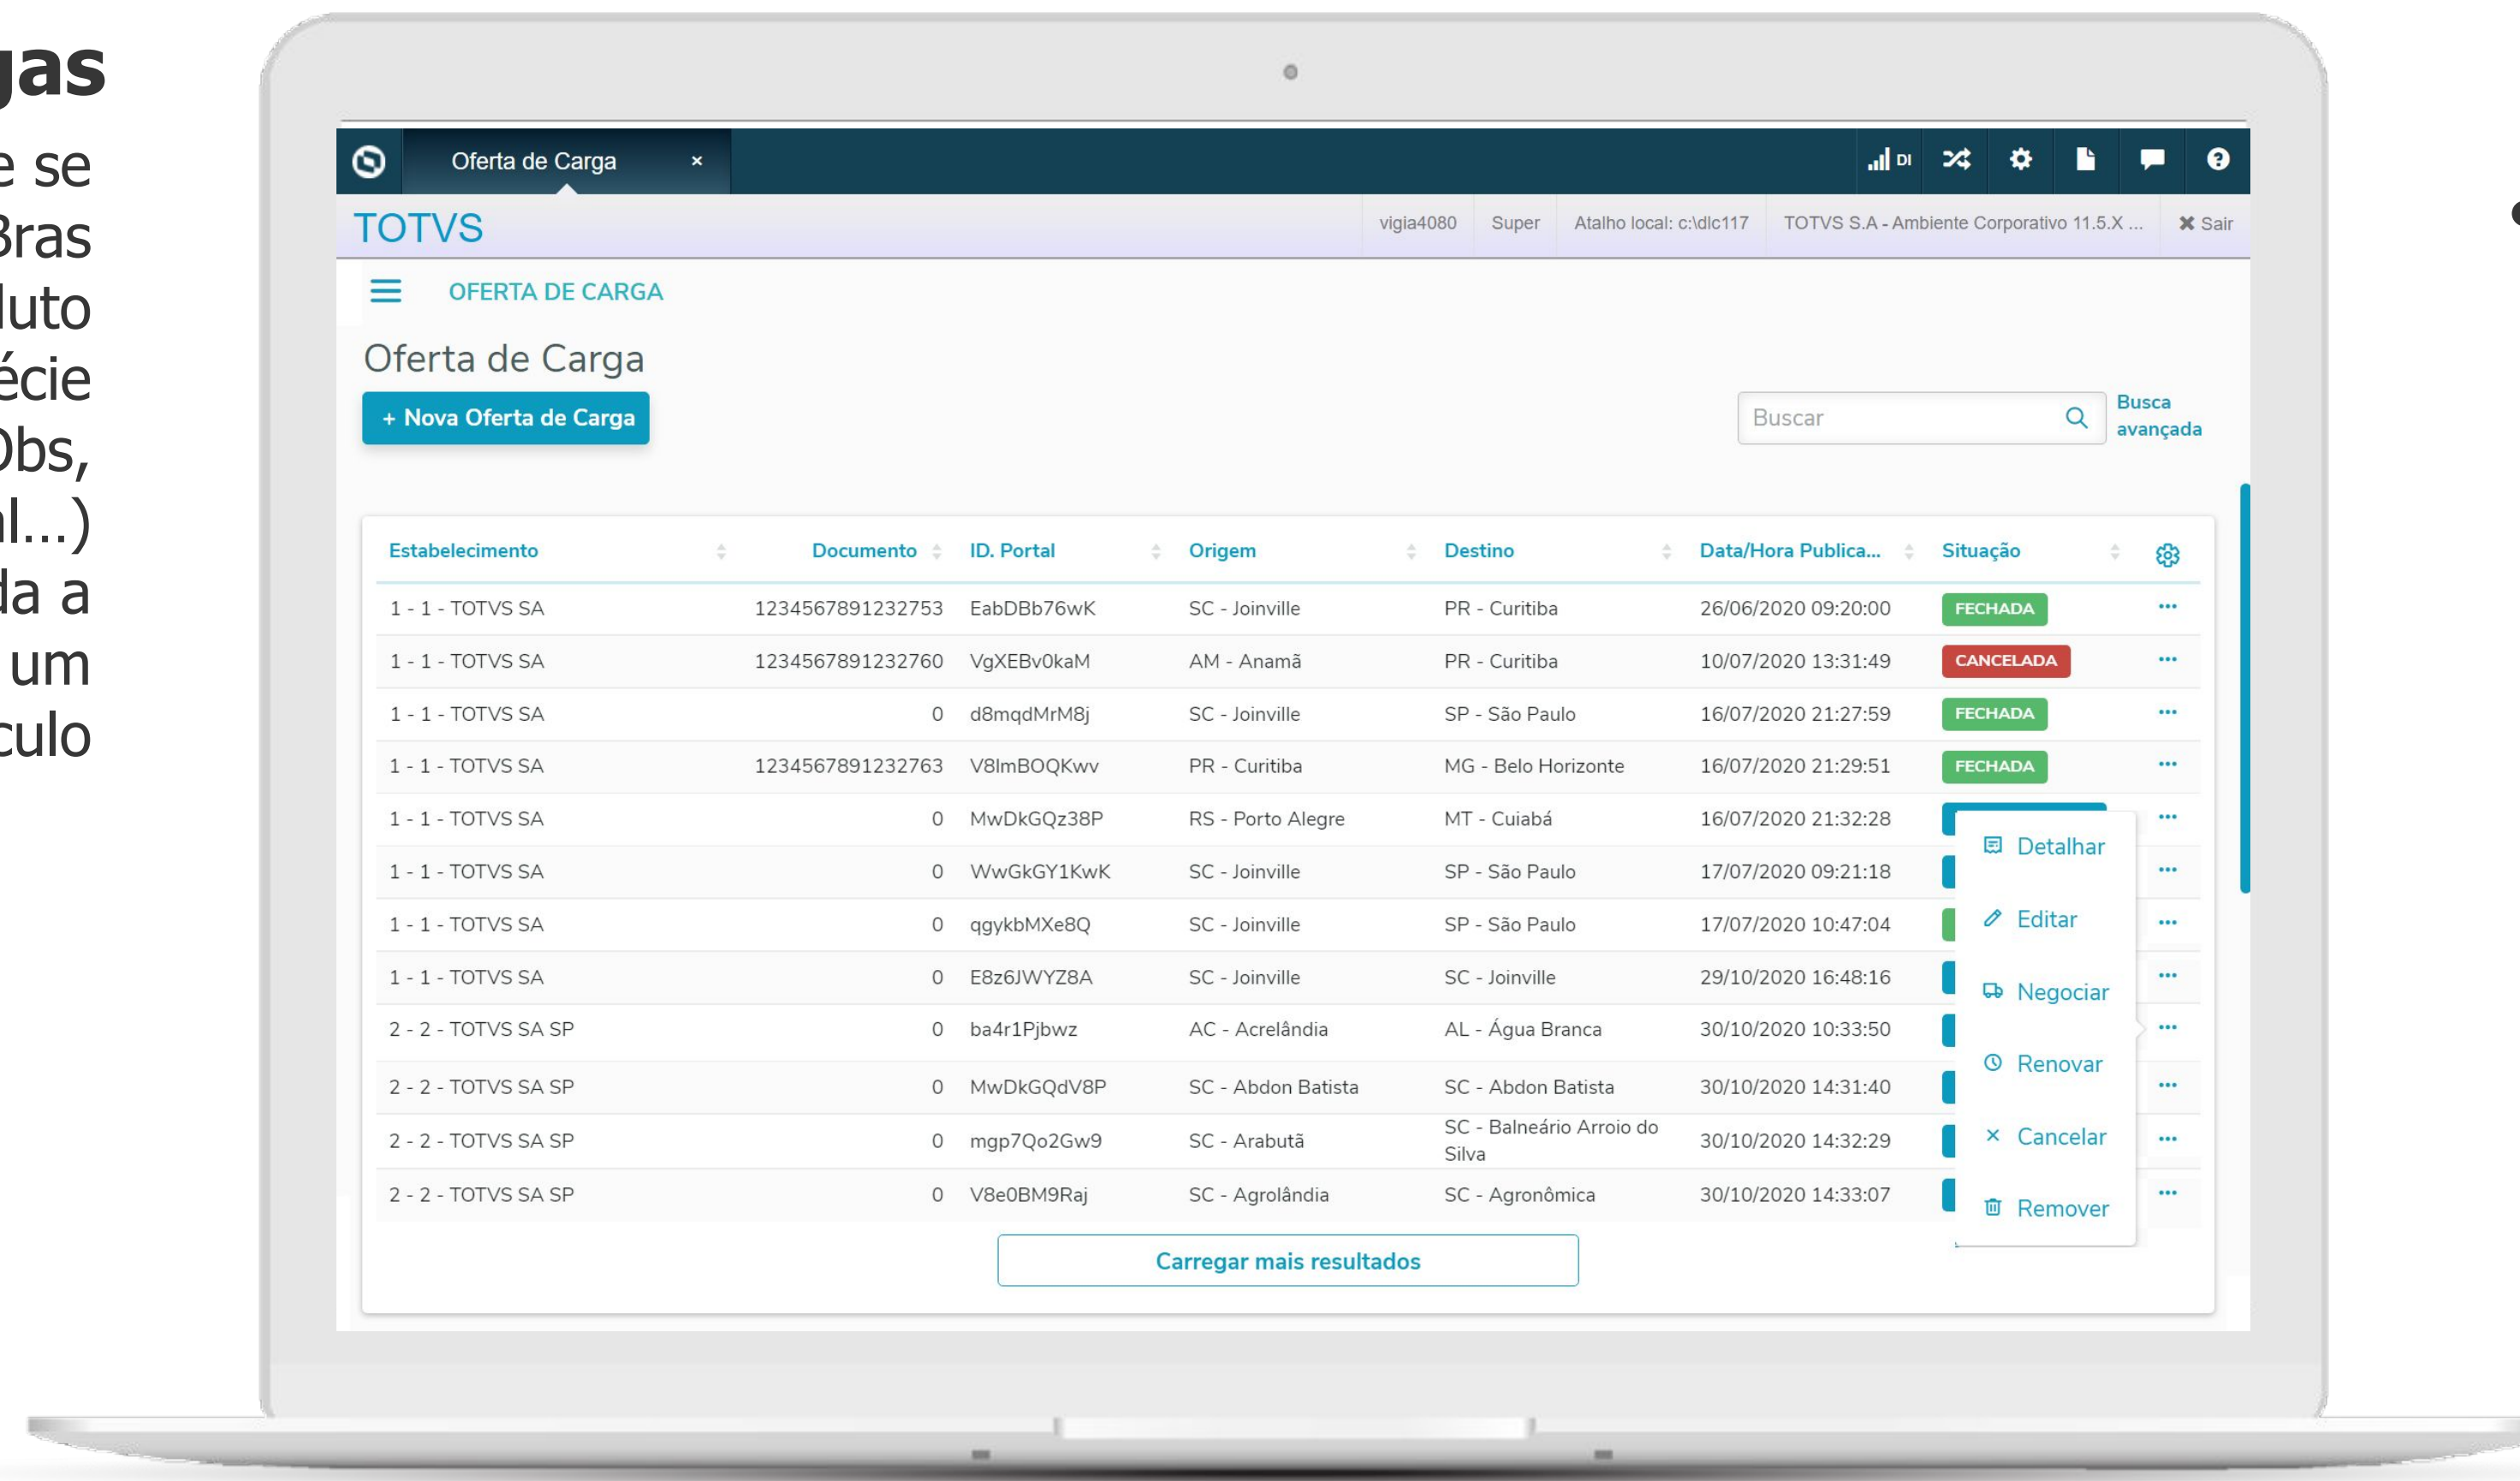 gas
e se
Bras
luto
écie
Obs,
al...)
da a
um
culo
Oferta de Carga ×
DI
TOTVS
vigia4080 Super Atalho local: c:\dlc117 TOTVS S.A - Ambiente Corporativo 11.5.X ... Sair
OFERTA DE CARGA
Oferta de Carga
+ Nova Oferta de Carga
Buscar
Busca avançada
Estabelecimento Documento ID. Portal Origem Destino Data/Hora Publica... Situação
1 - 1 - TOTVS SA 1234567891232753 EabDBb76wK SC - Joinville PR - Curitiba 26/06/2020 09:20:00 FECHADA
1 - 1 - TOTVS SA 1234567891232760 VgXEBv0kaM AM - Anamã PR - Curitiba 10/07/2020 13:31:49 CANCELADA
1 - 1 - TOTVS SA 0 d8mqdMrM8j SC - Joinville SP - São Paulo 16/07/2020 21:27:59 FECHADA
1 - 1 - TOTVS SA 1234567891232763 V8lmBOQKwv PR - Curitiba MG - Belo Horizonte 16/07/2020 21:29:51 FECHADA
1 - 1 - TOTVS SA 0 MwDkGQz38P RS - Porto Alegre MT - Cuiabá 16/07/2020 21:32:28
1 - 1 - TOTVS SA 0 WwGkGY1KwK SC - Joinville SP - São Paulo 17/07/2020 09:21:18
1 - 1 - TOTVS SA 0 qgykbMXe8Q SC - Joinville SP - São Paulo 17/07/2020 10:47:04
1 - 1 - TOTVS SA 0 E8z6JWYZ8A SC - Joinville SC - Joinville 29/10/2020 16:48:16
2 - 2 - TOTVS SA SP 0 ba4r1Pjbwz AC - Acrelândia AL - Água Branca 30/10/2020 10:33:50
2 - 2 - TOTVS SA SP 0 MwDkGQdV8P SC - Abdon Batista SC - Abdon Batista 30/10/2020 14:31:40
2 - 2 - TOTVS SA SP 0 mgp7Qo2Gw9 SC - Arabutã SC - Balneário Arroio do Silva 30/10/2020 14:32:29
2 - 2 - TOTVS SA SP 0 V8e0BM9Raj SC - Agrolândia SC - Agronômica 30/10/2020 14:33:07
Detalhar
Editar
Negociar
Renovar
Cancelar
Remover
Carregar mais resultados